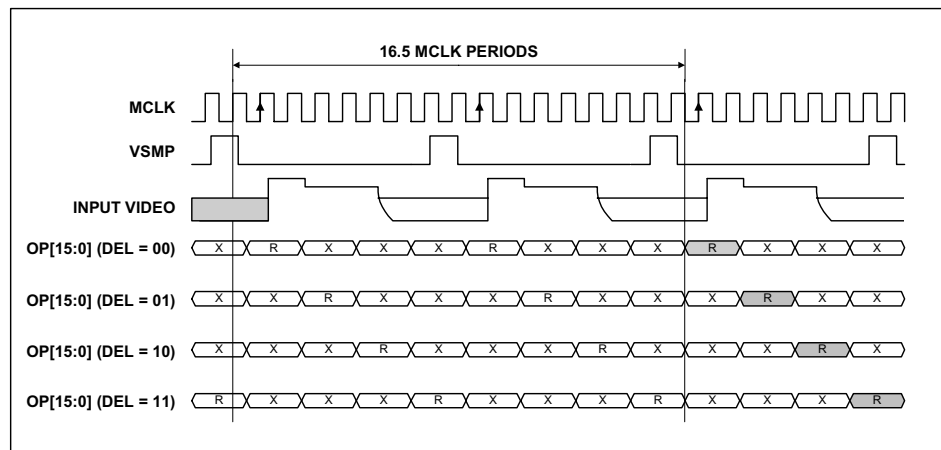 16.5 MCLK PERIODS
MCLK
VSMP
INPUT VIDEO
OP[15:0] (DEL = 00) X R X X X R X X X R X X X
OP[15:0] (DEL = 01) X X R X X X R X X X R X X
OP[15:0] (DEL = 10) X X X R X X X R X X X R X
OP[15:0] (DEL = 11) R X X X R X X X R X X X R